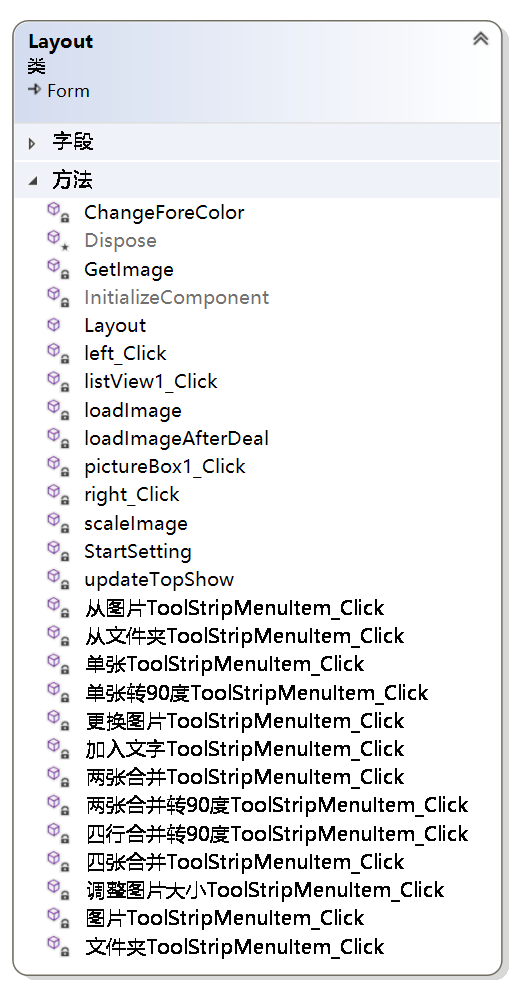 Layout
类
Form
字段
方法
ChangeForeColor
Dispose
GetImage
InitializeComponent
Layout
left_Click
listView1_Click
loadImage
loadImageAfterDeal
pictureBox1_Click
right_Click
scaleImage
StartSetting
updateTopShow
从图片ToolStripMenuItem_Click
从文件夹ToolStripMenuItem_Click
单张ToolStripMenuItem_Click
单张转90度ToolStripMenuItem_Click
更换图片ToolStripMenuItem_Click
加入文字ToolStripMenuItem_Click
两张合并ToolStripMenuItem_Click
两张合并转90度ToolStripMenuItem_Click
四行合并转90度ToolStripMenuItem_Click
四张合并ToolStripMenuItem_Click
调整图片大小ToolStripMenuItem_Click
图片ToolStripMenuItem_Click
文件夹ToolStripMenuItem_Click